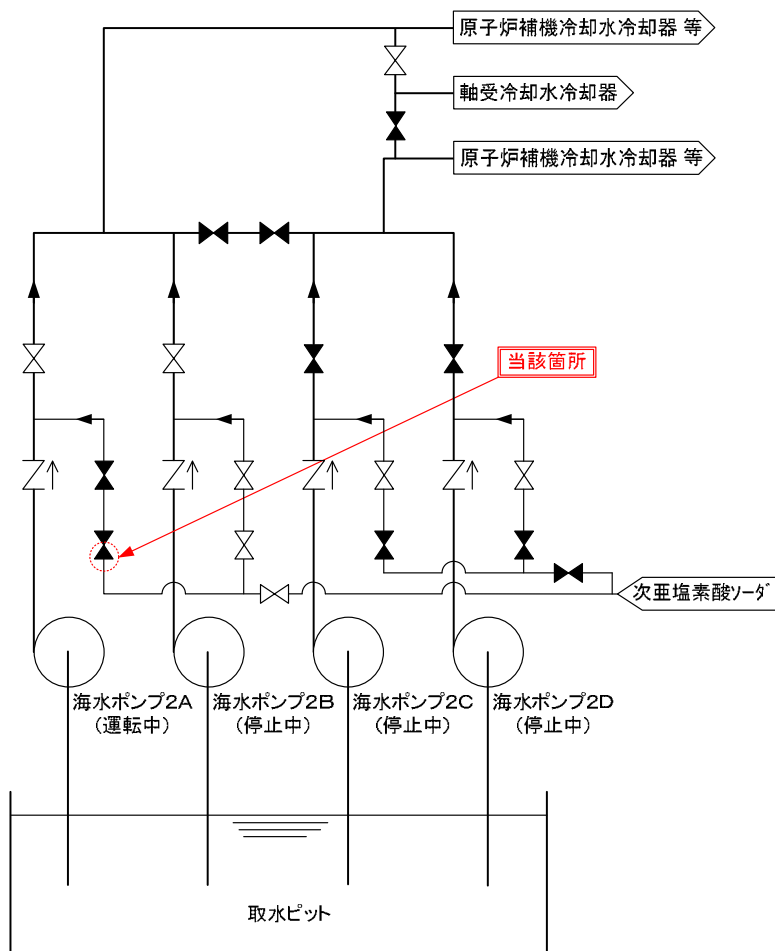 原子炉補機冷却水冷却器 等
軸受冷却水冷却器
原子炉補機冷却水冷却器 等
当該箇所
次亜塩素酸ｿｰﾀﾞ
海水ポンプ2A
(運転中)
海水ポンプ2B
(停止中)
海水ポンプ2C
(停止中)
海水ポンプ2D
(停止中)
取水ピット